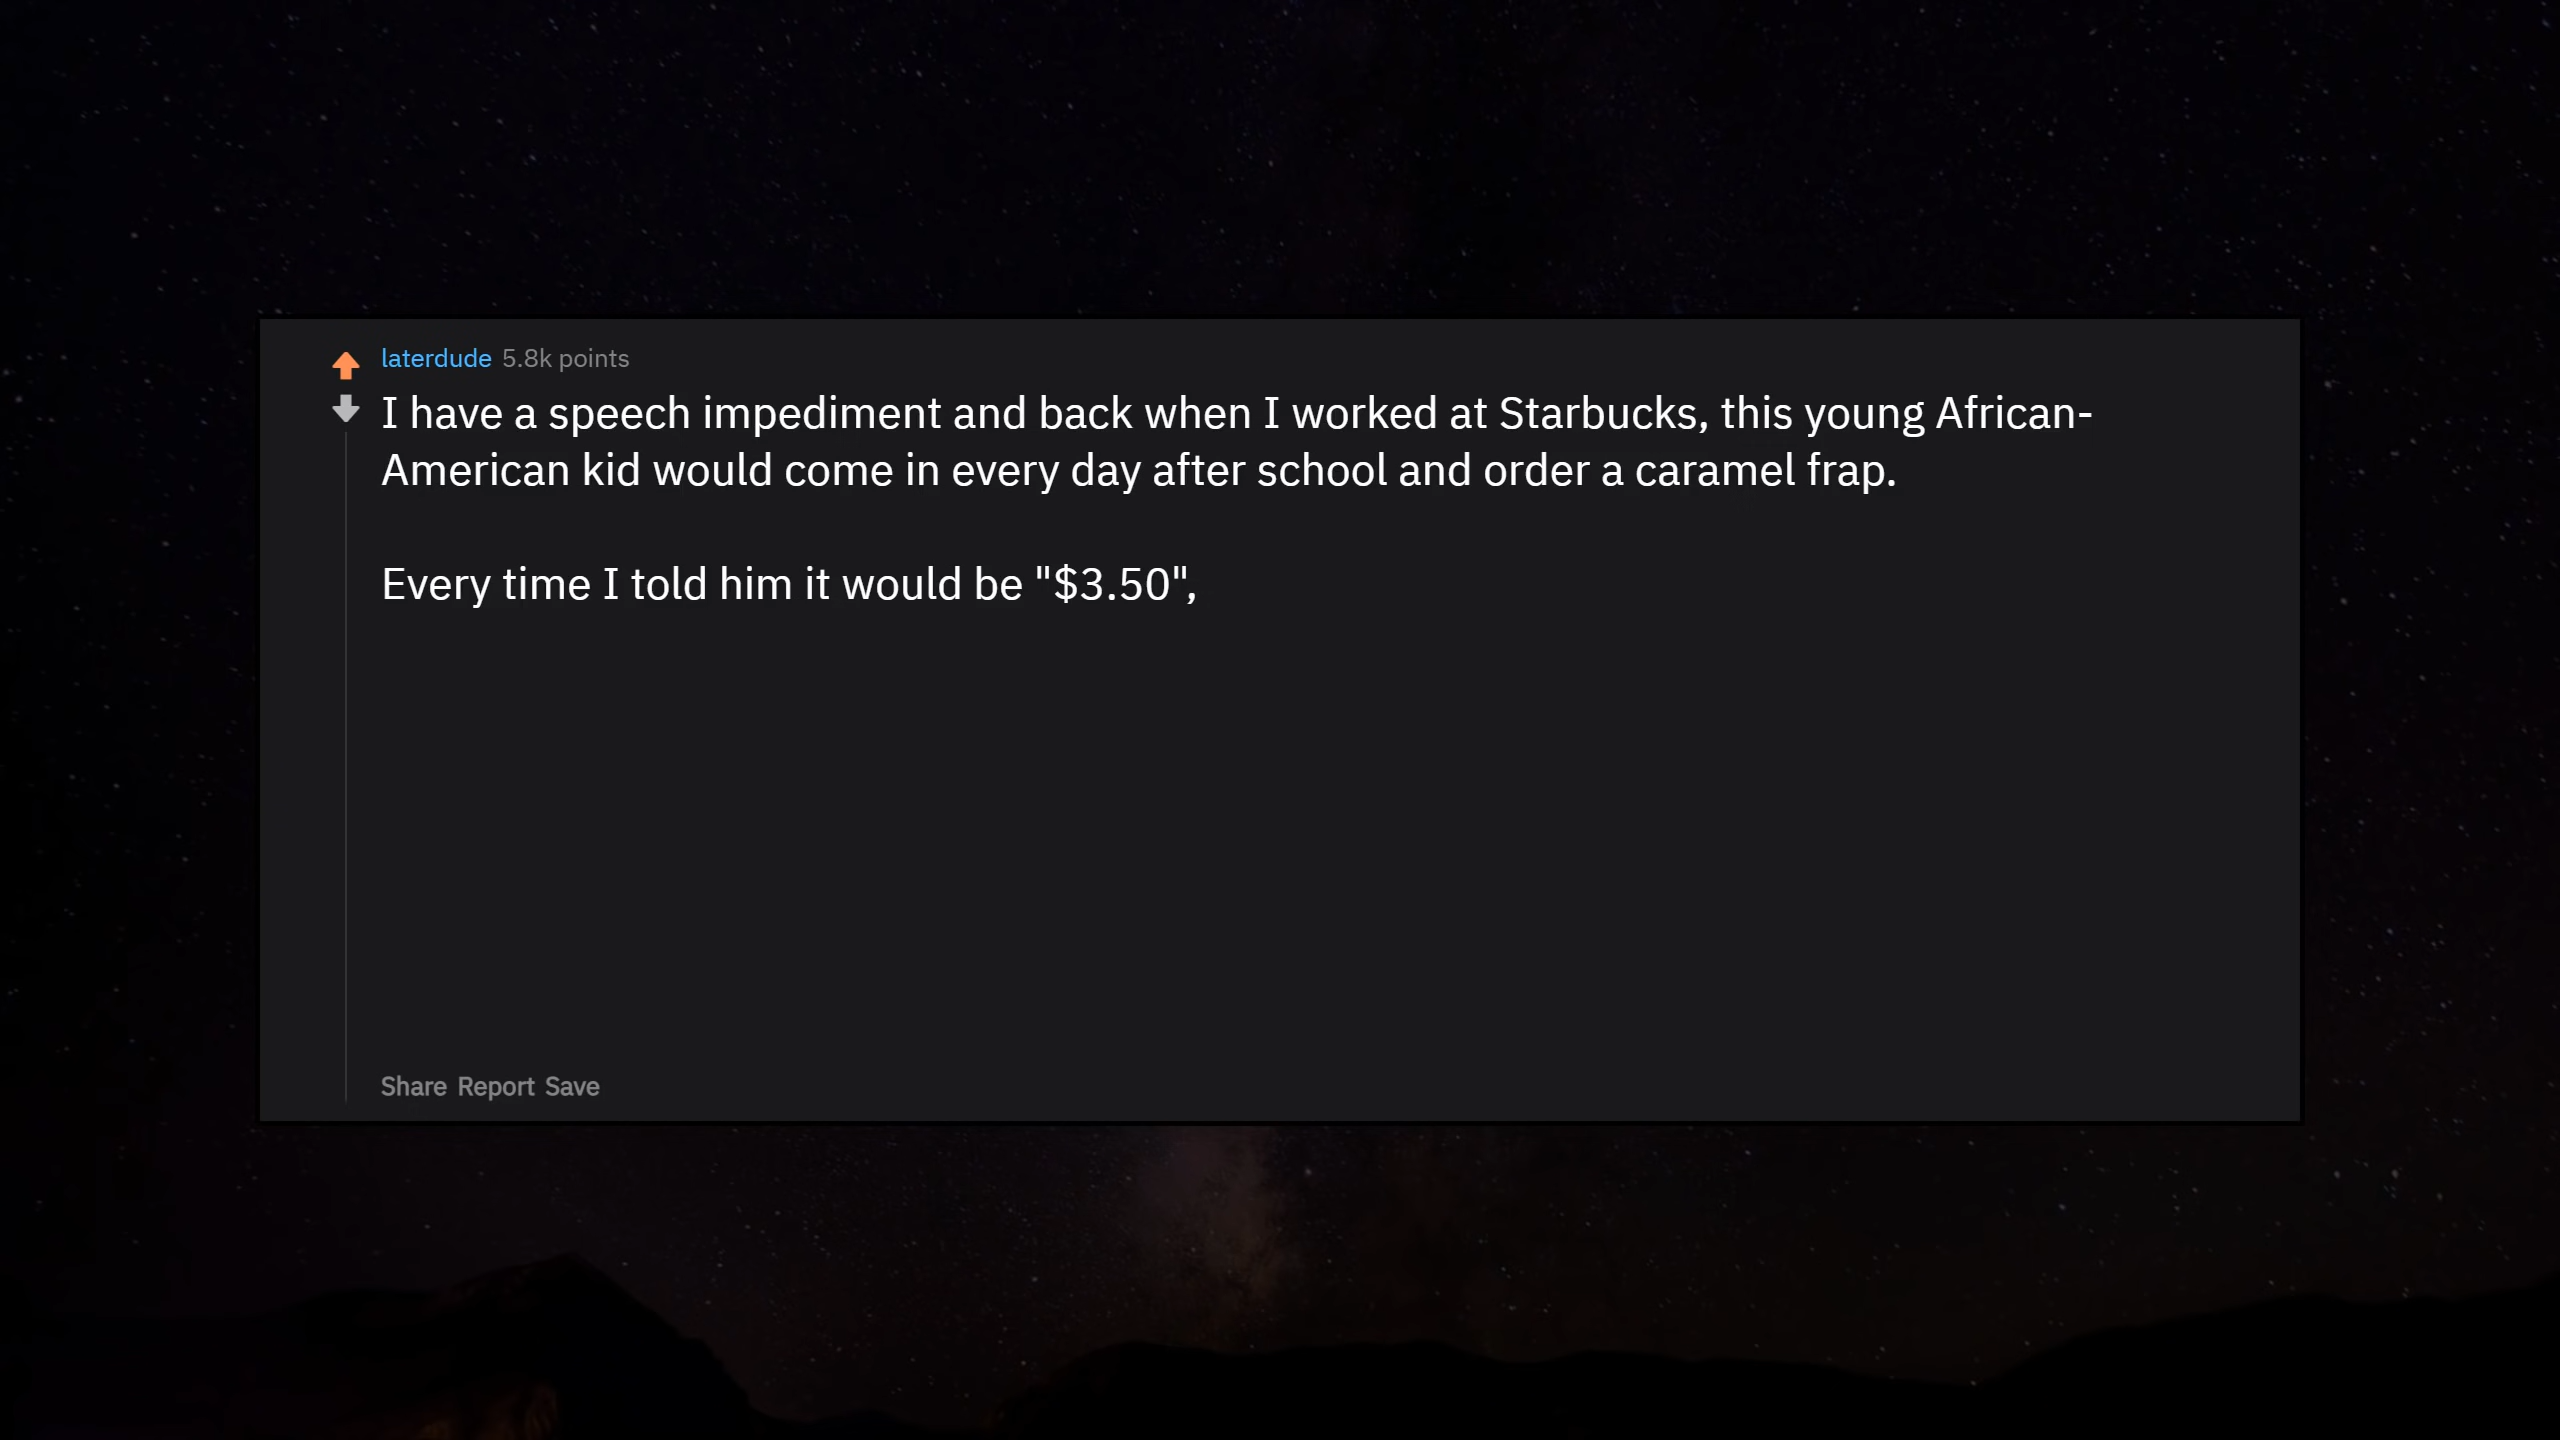 laterdude 5.8k points
I have a speech impediment and back when I worked at Starbucks, this young African-
American kid would come in every day after school and order a caramel frap.
Every time I told him it would be "$3.50",
Share Report Save